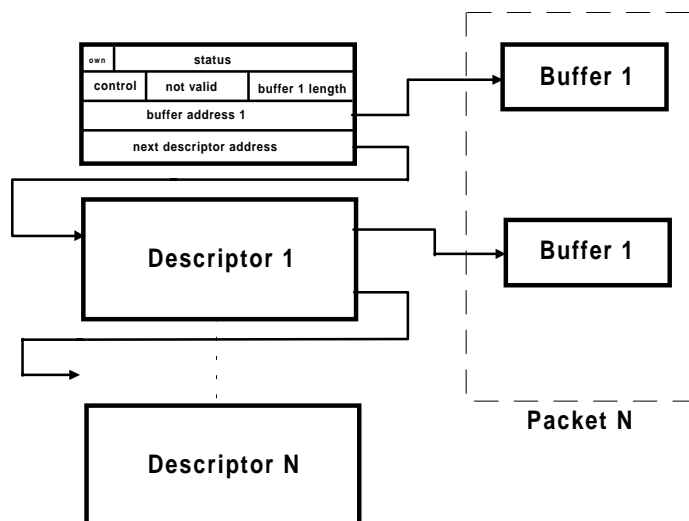 own status
control not valid buffer 1 length
buffer address 1
next descriptor address
Buffer 1
Descriptor 1
Buffer 1
Packet N
Descriptor N